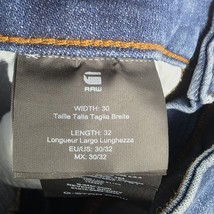 RAW
WIDTH: 30
Taille Talla Taglia Breite
LENGTH: 32
Longueur Largo Lunghezza
EU/US: 30/32
MX: 30/32